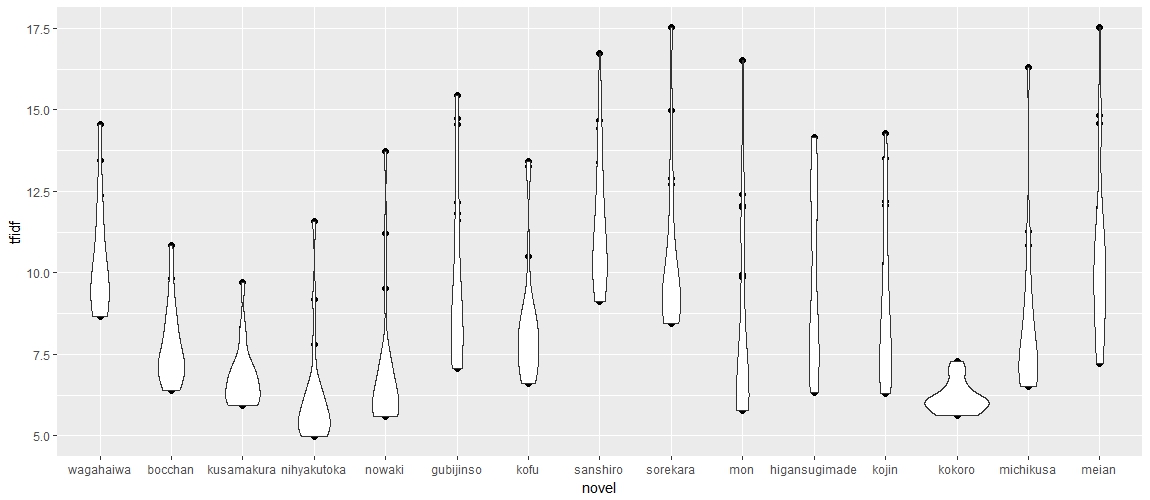 17.5
15.0
12.5
tfidf
10.0
7.5
5.0
wagahaiwa bocchan kusamakura nihyakutoka nowaki gubijinso kofu sanshiro sorekara mon higansugimade kojin kokoro michikusa meian
novel